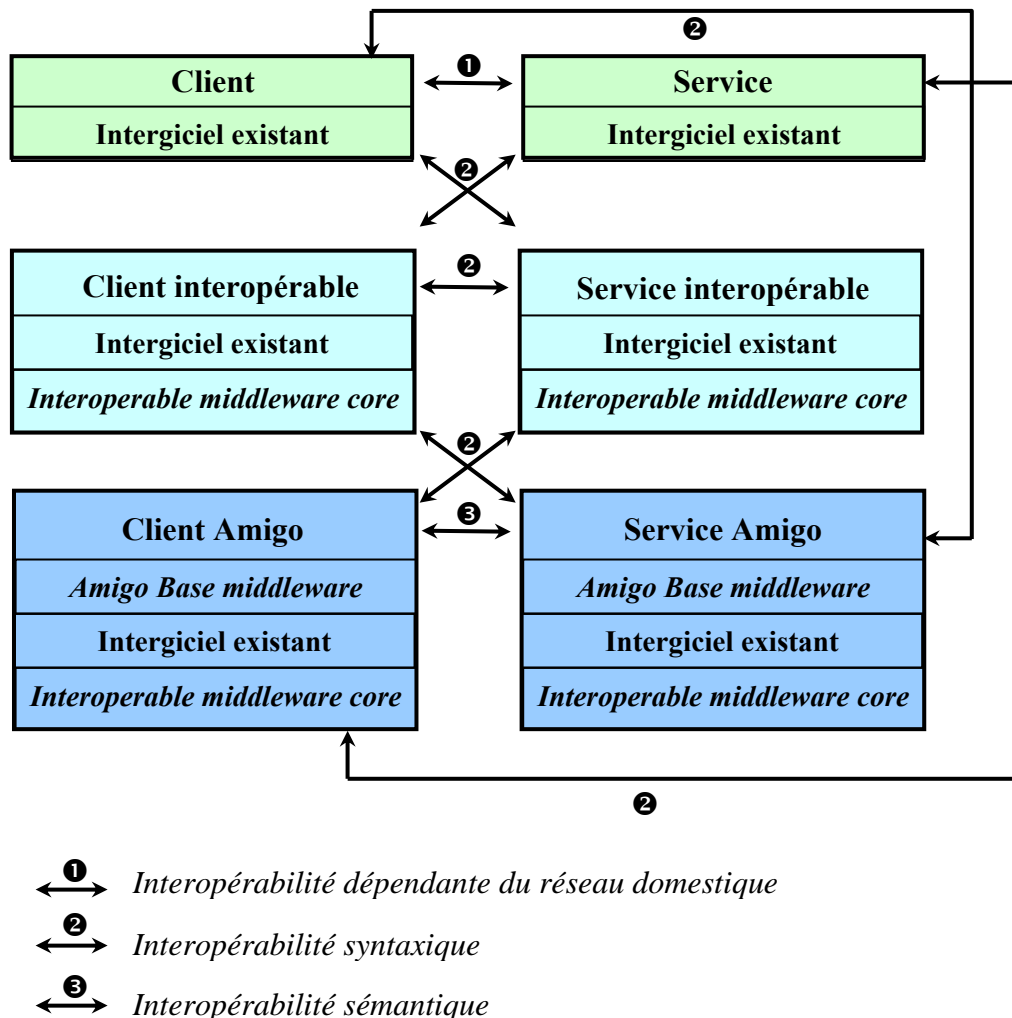 ❷
Client ❶ Service
Intergiciel existant Intergiciel existant
❷
Client interopérable ❷ Service interopérable
Intergiciel existant Intergiciel existant
Interoperable middleware core Interoperable middleware core
❷
Client Amigo ❸ Service Amigo
Amigo Base middleware Amigo Base middleware
Intergiciel existant Intergiciel existant
Interoperable middleware core Interoperable middleware core
❷
❶ Interopérabilité dépendante du réseau domestique
❷ Interopérabilité syntaxique
❸ Interopérabilité sémantique